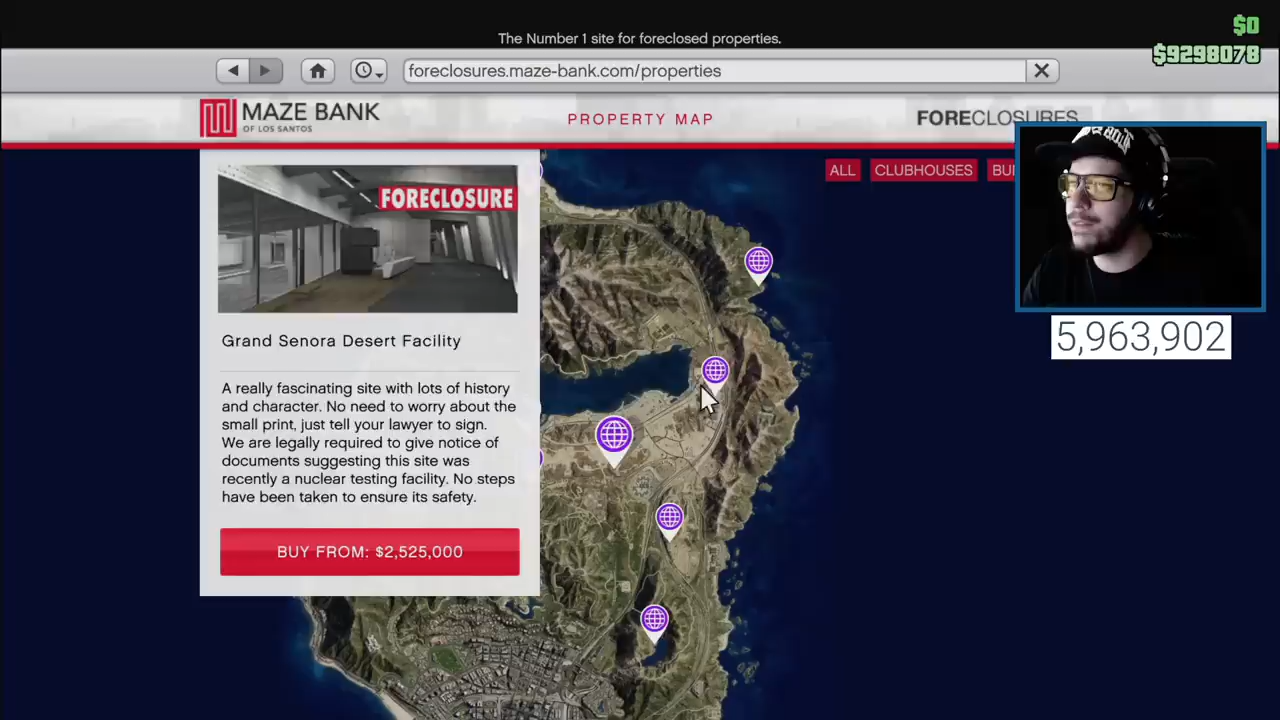 $0
The Number 1 site for foreclosed properties.
$9298078
foreclosures.maze-bank.com/properties
MAZE BANK
OF LOS SANTOS
PROPERTY MAP
FORECLOSURES
FORECLOSURE
ALL
CLUBHOUSES
BU
5,963,902
Grand Senora Desert Facility
A really fascinating site with lots of history
and character. No need to worry about the
small print, just tell your lawyer to sign.
We are legally required to give notice of
documents suggesting this site was
recently a nuclear testing facility. No steps
have been taken to ensure its safety.
BUY FROM: $2,525,000